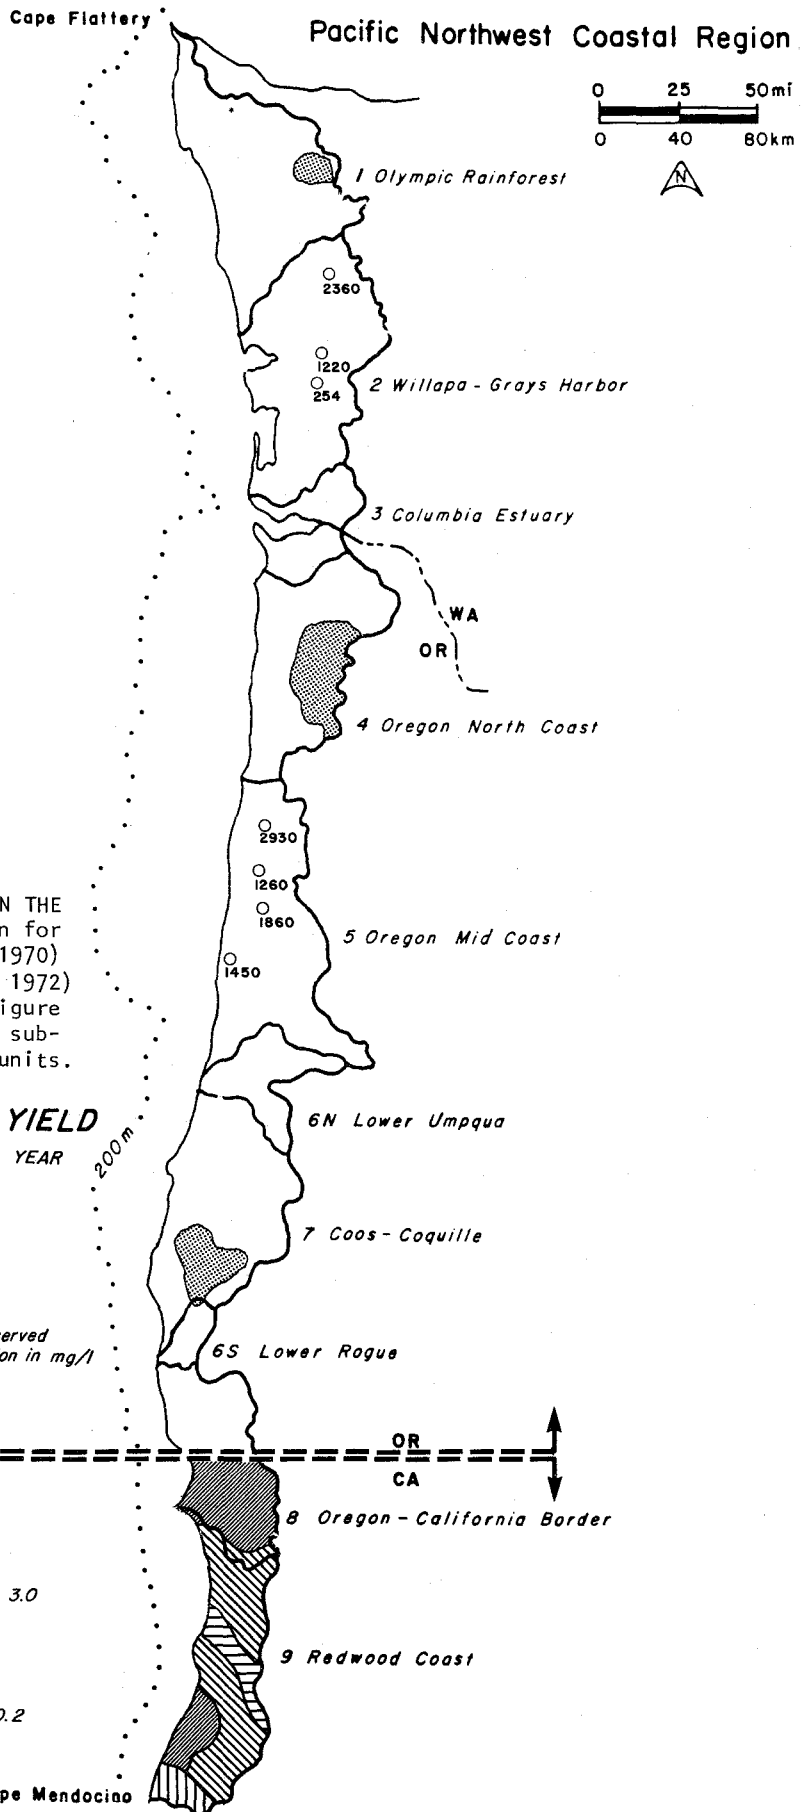 Cape Flattery
Pacific Northwest Coastal Region
0 25 50mi
0 40 80km
N
1 Olympic Rainforest
2360
1220
254
2 Willapa - Grays Harbor
3 Columbia Estuary
WA
OR
4 Oregon North Coast
2930
1260
1860
1450
5 Oregon Mid Coast
N THE
n for
1970)
1972)
igure
sub-
units.
YIELD
YEAR
200m
6N Lower Umpqua
7 Coos - Coquille
erved
on in mg/l
6S Lower Rogue
OR
CA
8 Oregon - California Border
3.0
9 Redwood Coast
0.2
pe Mendocino